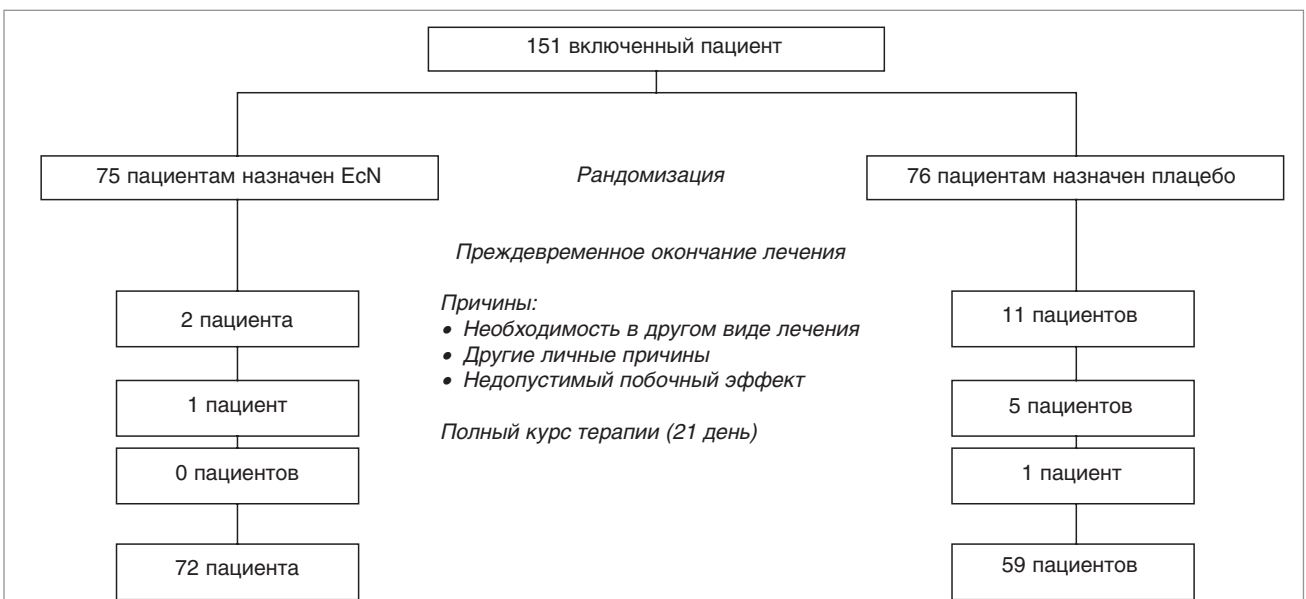 151 включенный пациент
75 пациентам назначен EcN
Рандомизация
76 пациентам назначен плацебо
Преждевременное окончание лечения
2 пациента
Причины:
• Необходимость в другом виде лечения
• Другие личные причины
• Недопустимый побочный эффект
11 пациентов
1 пациент
5 пациентов
Полный курс терапии (21 день)
0 пациентов
1 пациент
72 пациента
59 пациентов